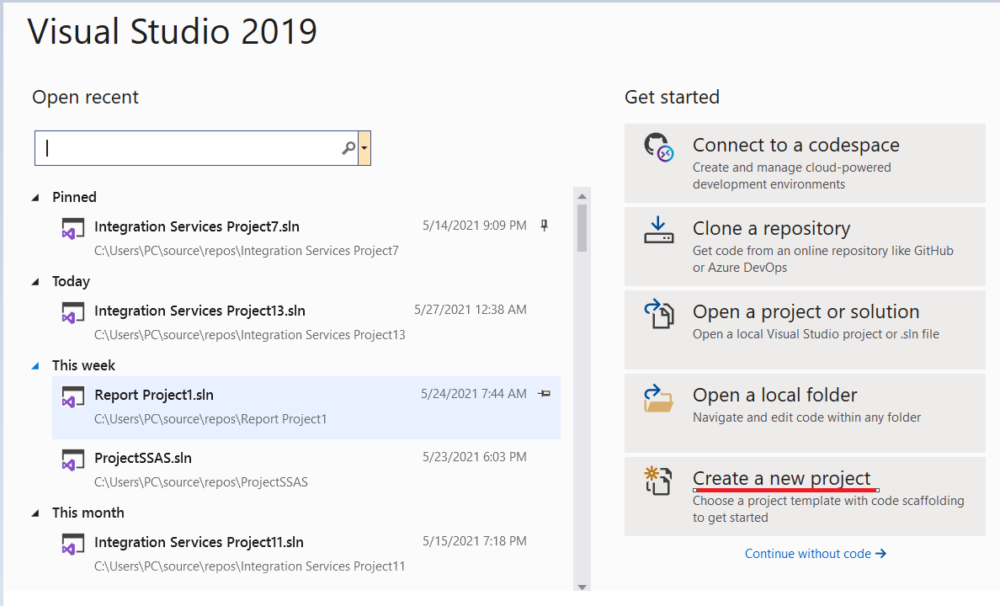 Visual Studio 2019
Open recent
Pinned
Integration Services Project7.sln 5/14/2021 9:09 PM
C:\Users\PC\source\repos\Integration Services Project7
Today
Integration Services Project13.sln 5/27/2021 12:38 AM
C:\Users\PC\source\repos\Integration Services Project13
This week
Report Project1.sln 5/24/2021 7:44 AM
C:\Users\PC\source\repos\Report Project1
ProjectSSAS.sln 5/23/2021 6:03 PM
C:\Users\PC\source\repos\ProjectSSAS
This month
Integration Services Project11.sln 5/15/2021 7:18 PM
C:\Users\PC\source\repos\Integration Services Project11
Get started
Connect to a codespace
Create and manage cloud-powered
development environments
Clone a repository
Get code from an online repository like GitHub
or Azure DevOps
Open a project or solution
Open a local Visual Studio project or .sln file
Open a local folder
Navigate and edit code within any folder
Create a new project
Choose a project template with code scaffolding
to get started
Continue without code →